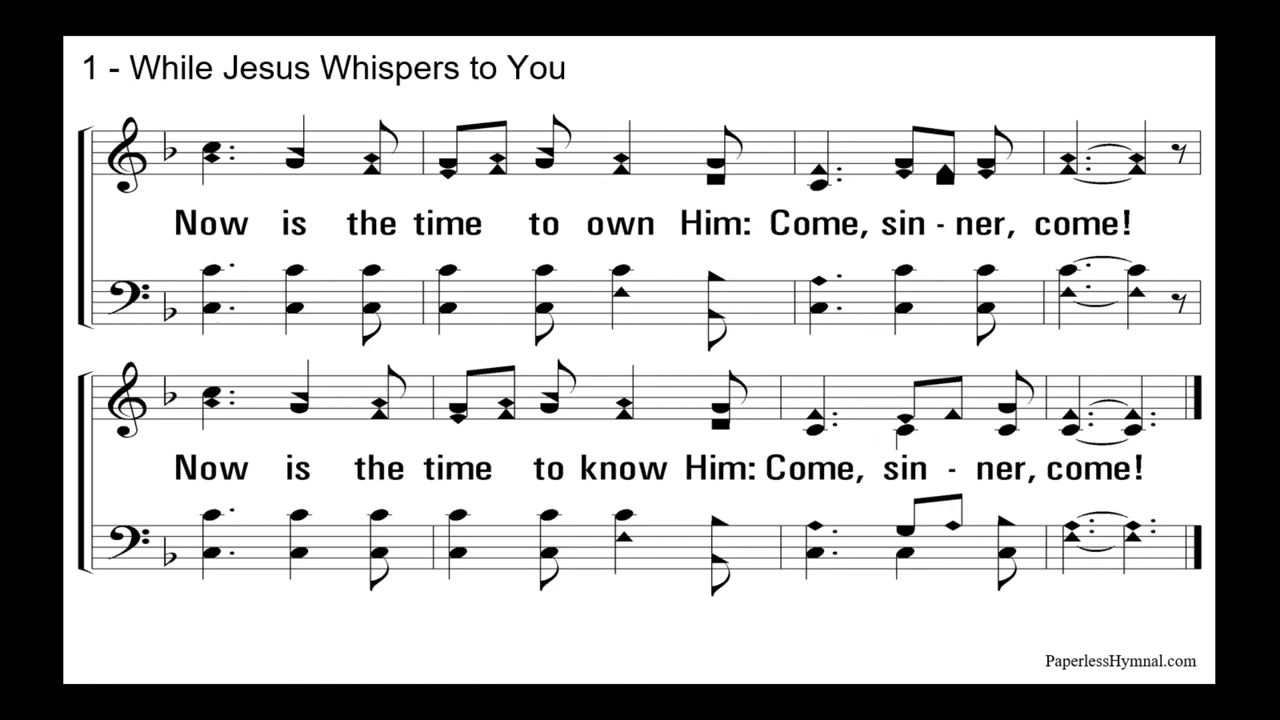 1 - While Jesus Whispers to You
Now is the time to own Him: Come, sin - ner, come!
Now is the time to know Him: Come, sin - ner, come!
PaperlessHymnal.com